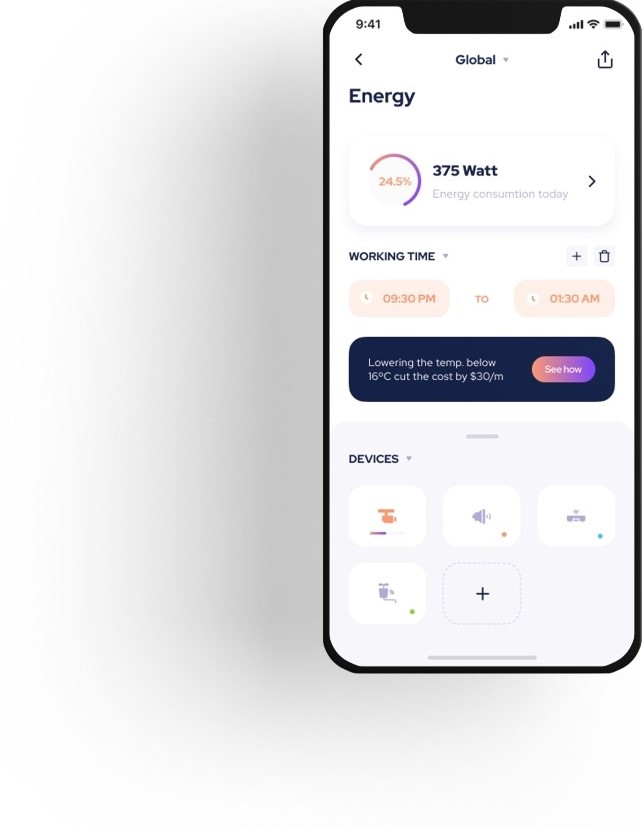 9:41
Global
Energy
24.5%
375 Watt
Energy consumtion today
WORKING TIME
09:30 PM TO 01:30 AM
Lowering the temp. below
16ºC cut the cost by $30/m
See how
DEVICES